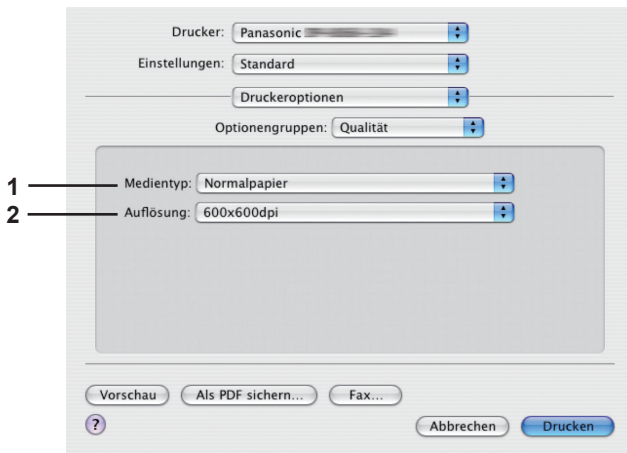 Drucker: Panasonic
Einstellungen: Standard
Druckeroptionen
Optionengruppen: Qualität
1 Medientyp: Normalpapier
2 Auflösung: 600x600dpi
Vorschau Als PDF sichern... Fax...
? Abbrechen Drucken